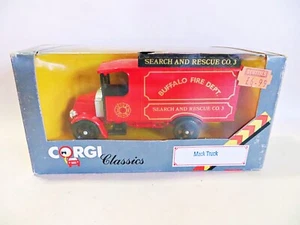 SEARCH AND RESCUE CO. 3
BUFFALO FIRE DEPT.
SEARCH AND RESCUE CO. 3
CORGI
Classics
Mack Truck